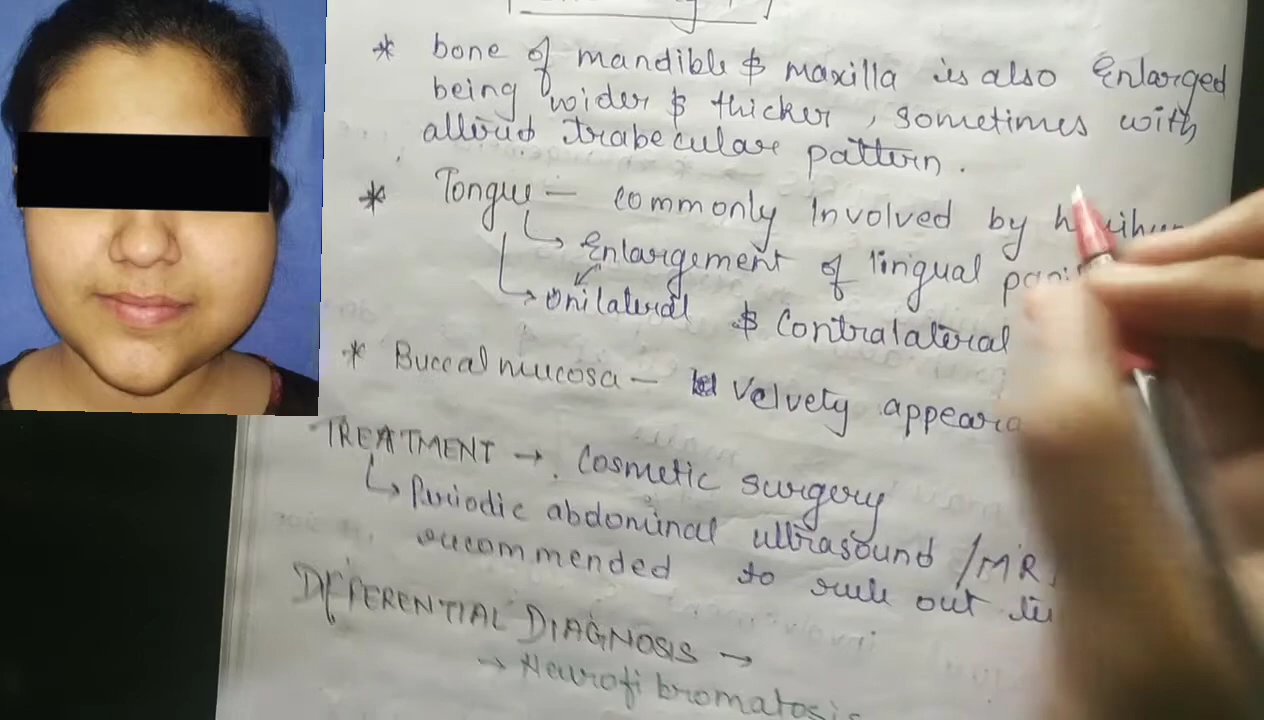 * bone of mandible & maxilla is also Enlarged
being wider & thicker, sometimes with
altered trabecular pattern.
* Tongue — commonly Involved by
↳ Enlargement of lingual
↳ Unilateral & Contralateral
* Buccal mucosa — Velvety
TREATMENT → Cosmetic surgery
↳ Periodic abdominal ultrasound /MR
recommended to rule out
DIFFERENTIAL DIAGNOSIS →
→ Neurofibromatosis